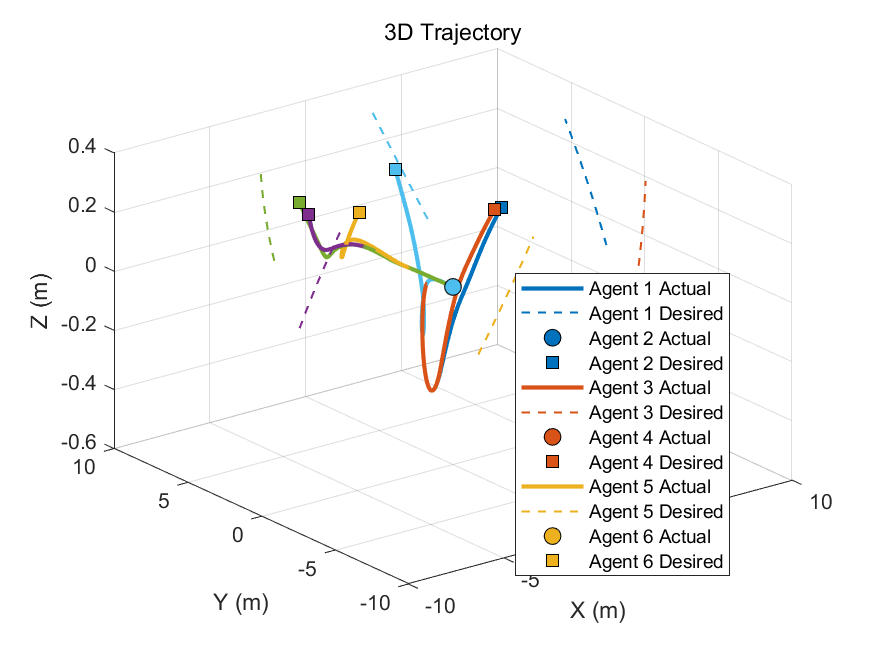 3D Trajectory
0.4
0.2
0
-0.2
-0.4
-0.6
Z (m)
10
5
0
-5
-10
Y (m)
-10
-5
10
X (m)
Agent 1 Actual
Agent 1 Desired
Agent 2 Actual
Agent 2 Desired
Agent 3 Actual
Agent 3 Desired
Agent 4 Actual
Agent 4 Desired
Agent 5 Actual
Agent 5 Desired
Agent 6 Actual
Agent 6 Desired